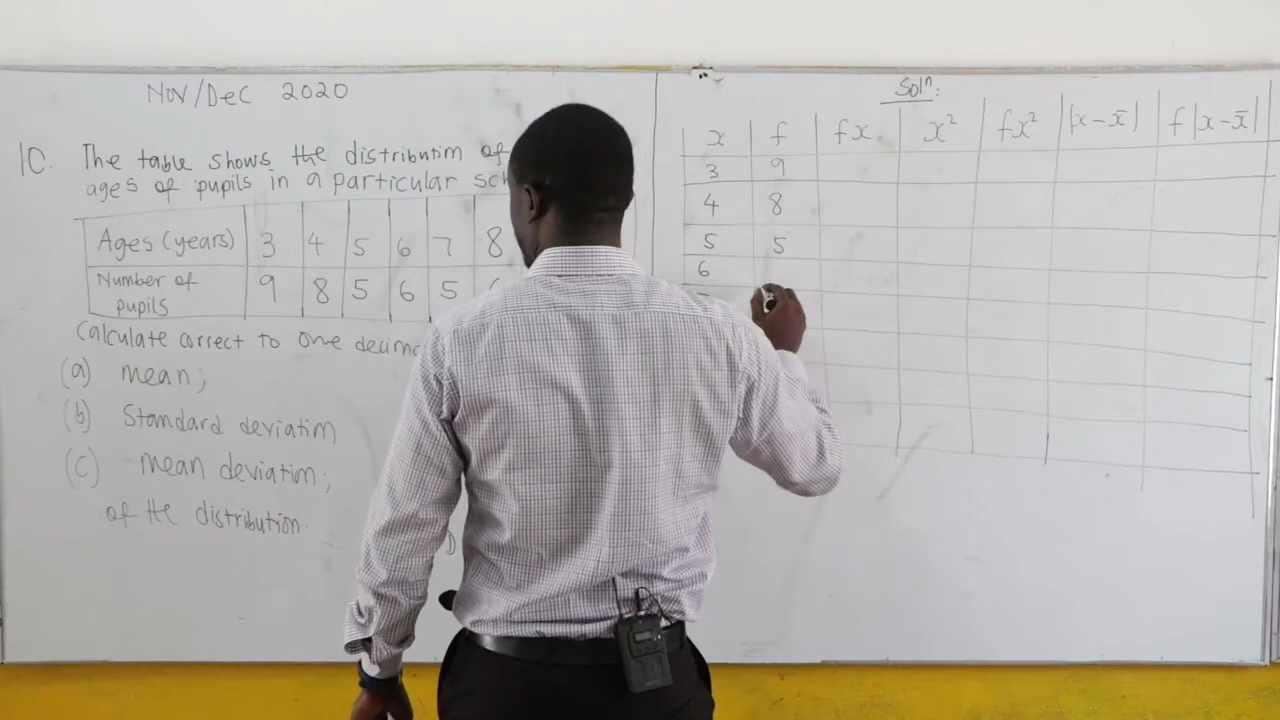 Nov/Dec 2020
10. The table shows the distribution of
ages of pupils in a particular
Ages (years) 3 4 5 6 7 8
Number of pupils 9 8 5 6 5
Calculate correct to one
(a) mean;
(b) Standard deviation
(c) mean deviation;
of the distribution.
Soln:
x f fx x² fx² |x-x̄| f|x-x̄|
3 9
4 8
5 5
6